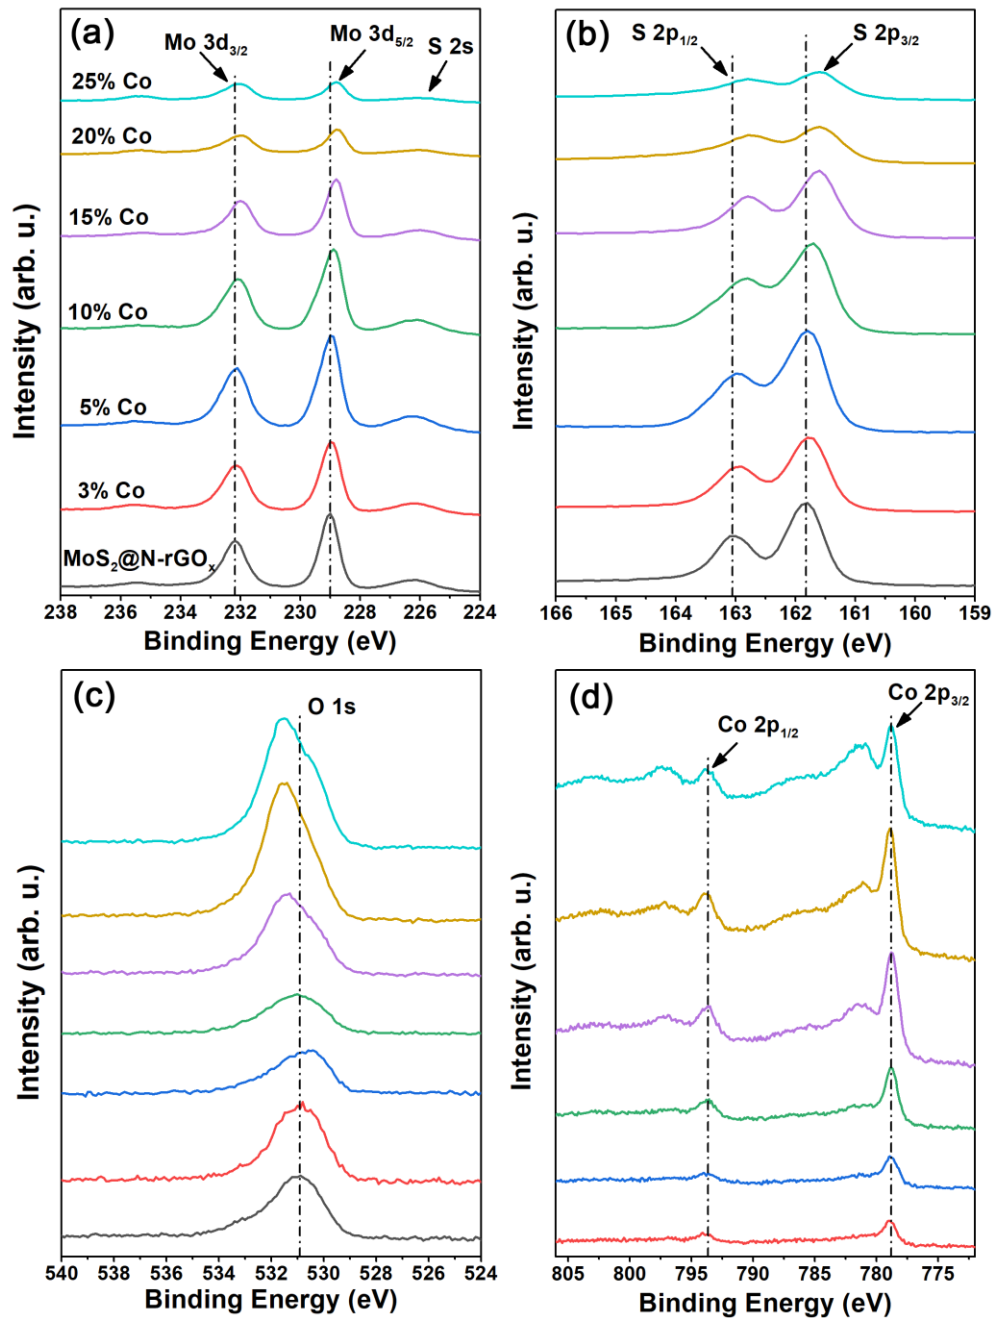 (a)
Mo 3d3/2
Mo 3d5/2
S 2s
25% Co
20% Co
15% Co
10% Co
5% Co
3% Co
MoS2@N-rGOx
Intensity (arb. u.)
238 236 234 232 230 228 226 224
Binding Energy (eV)
(b)
S 2p1/2
S 2p3/2
Intensity (arb. u.)
166 165 164 163 162 161 160 159
Binding Energy (eV)
(c)
O 1s
Intensity (arb. u.)
540 538 536 534 532 530 528 526 524
Binding Energy (eV)
(d)
Co 2p3/2
Co 2p1/2
Intensity (arb. u.)
805 800 795 790 785 780 775
Binding Energy (eV)